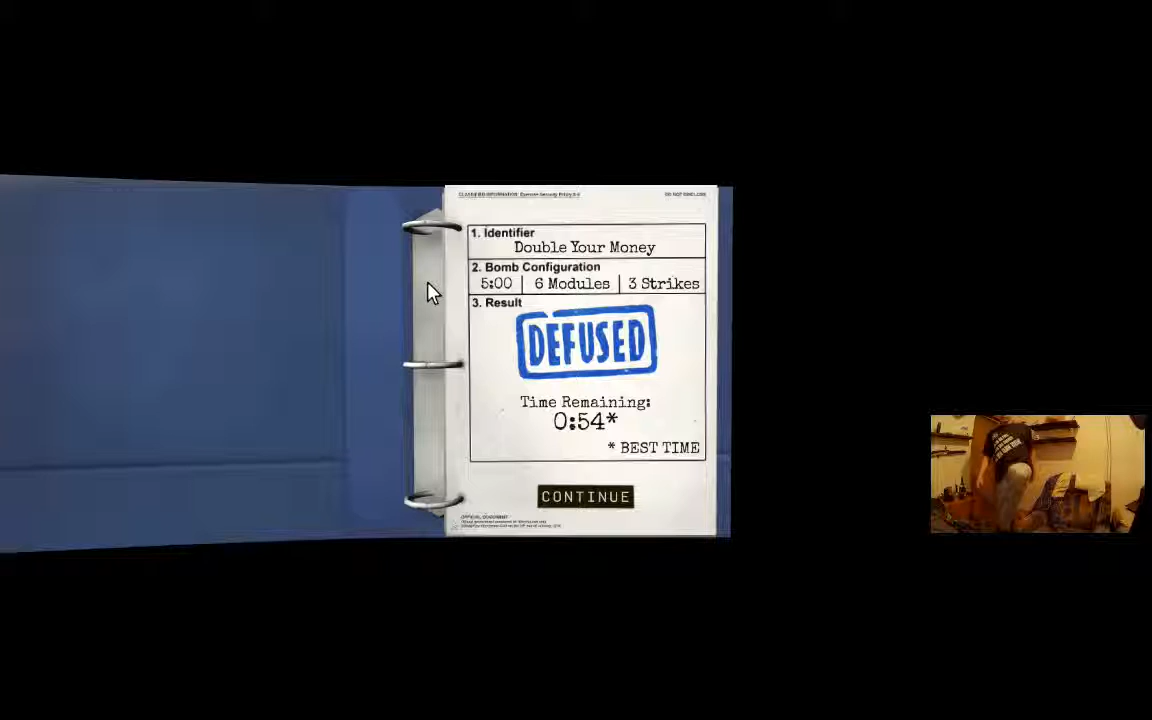 1. Identifier
Double Your Money
2. Bomb Configuration
5:00 | 6 Modules | 3 Strikes
3. Result
DEFUSED
Time Remaining:
0:54*
* BEST TIME
CONTINUE